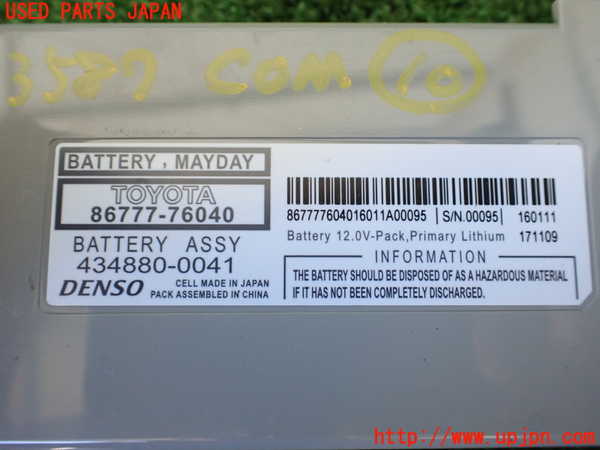 USED PARTS JAPAN
3587 COM 10
BATTERY, MAYDAY
TOYOTA
86777-76040
BATTERY ASSY
434880-0041
DENSO
CELL MADE IN JAPAN
PACK ASSEMBLED IN CHINA
867777604016011A00095 S/N.00095 160111
Battery 12.0V-Pack,Primary Lithium 171109
INFORMATION
THE BATTERY SHOULD BE DISPOSED OF AS A HAZARDOUS MATERIAL
IF IT HAS NOT BEEN COMPLETELY DISCHARGED.
http://www.upjpn.com/